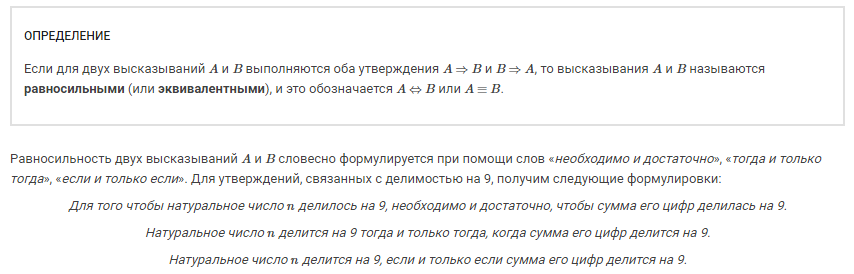 ОПРЕДЕЛЕНИЕ
Если для двух высказываний A и B выполняются оба утверждения A ⇒ B и B ⇒ A, то высказывания A и B называются
равносильными (или эквивалентными), и это обозначается A ⇔ B или A ≡ B.
Равносильность двух высказываний A и B словесно формулируется при помощи слов «необходимо и достаточно», «тогда и только
тогда», «если и только если». Для утверждений, связанных с делимостью на 9, получим следующие формулировки:
Для того чтобы натуральное число n делилось на 9, необходимо и достаточно, чтобы сумма его цифр делилась на 9.
Натуральное число n делится на 9 тогда и только тогда, когда сумма его цифр делится на 9.
Натуральное число n делится на 9, если и только если сумма его цифр делится на 9.